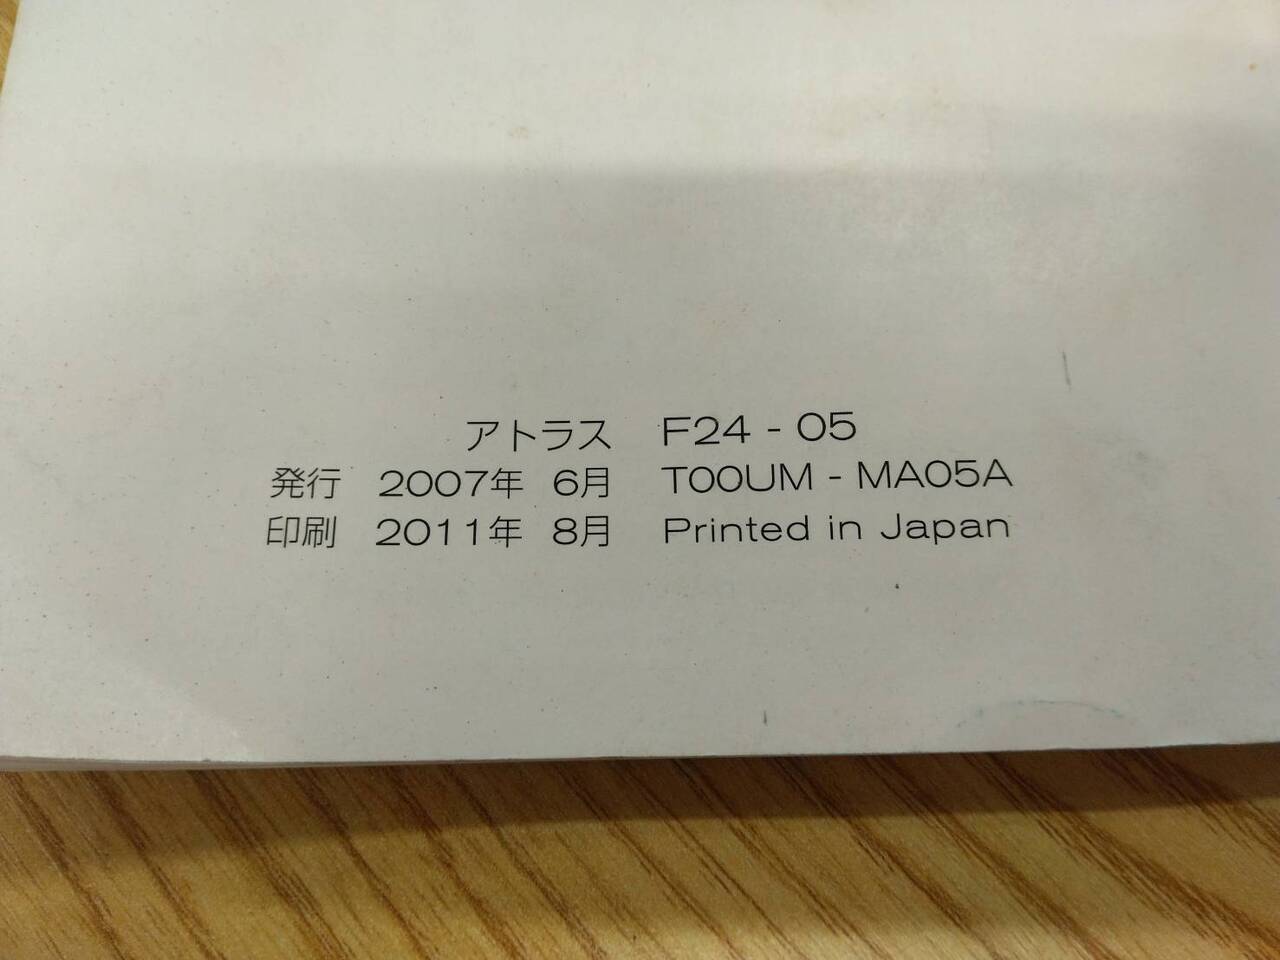 アトラス F24 - 05
発行 2007年 6月 T00UM - MA05A
印刷 2011年 8月 Printed in Japan